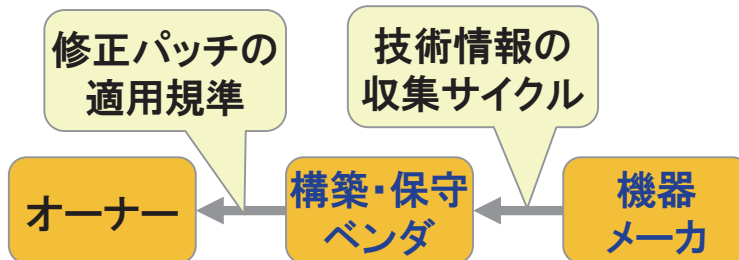 修正パッチの
適用規準
技術情報の
収集サイクル
オーナー
構築・保守
ベンダ
機器
メーカ